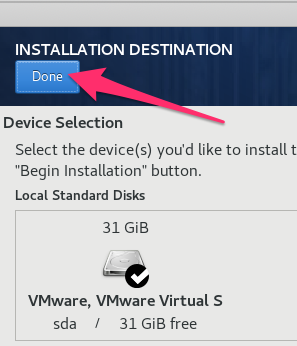 INSTALLATION DESTINATION
Done
Device Selection
Select the device(s) you'd like to install t
"Begin Installation" button.
Local Standard Disks
31 GiB
VMware, VMware Virtual S
sda / 31 GiB free